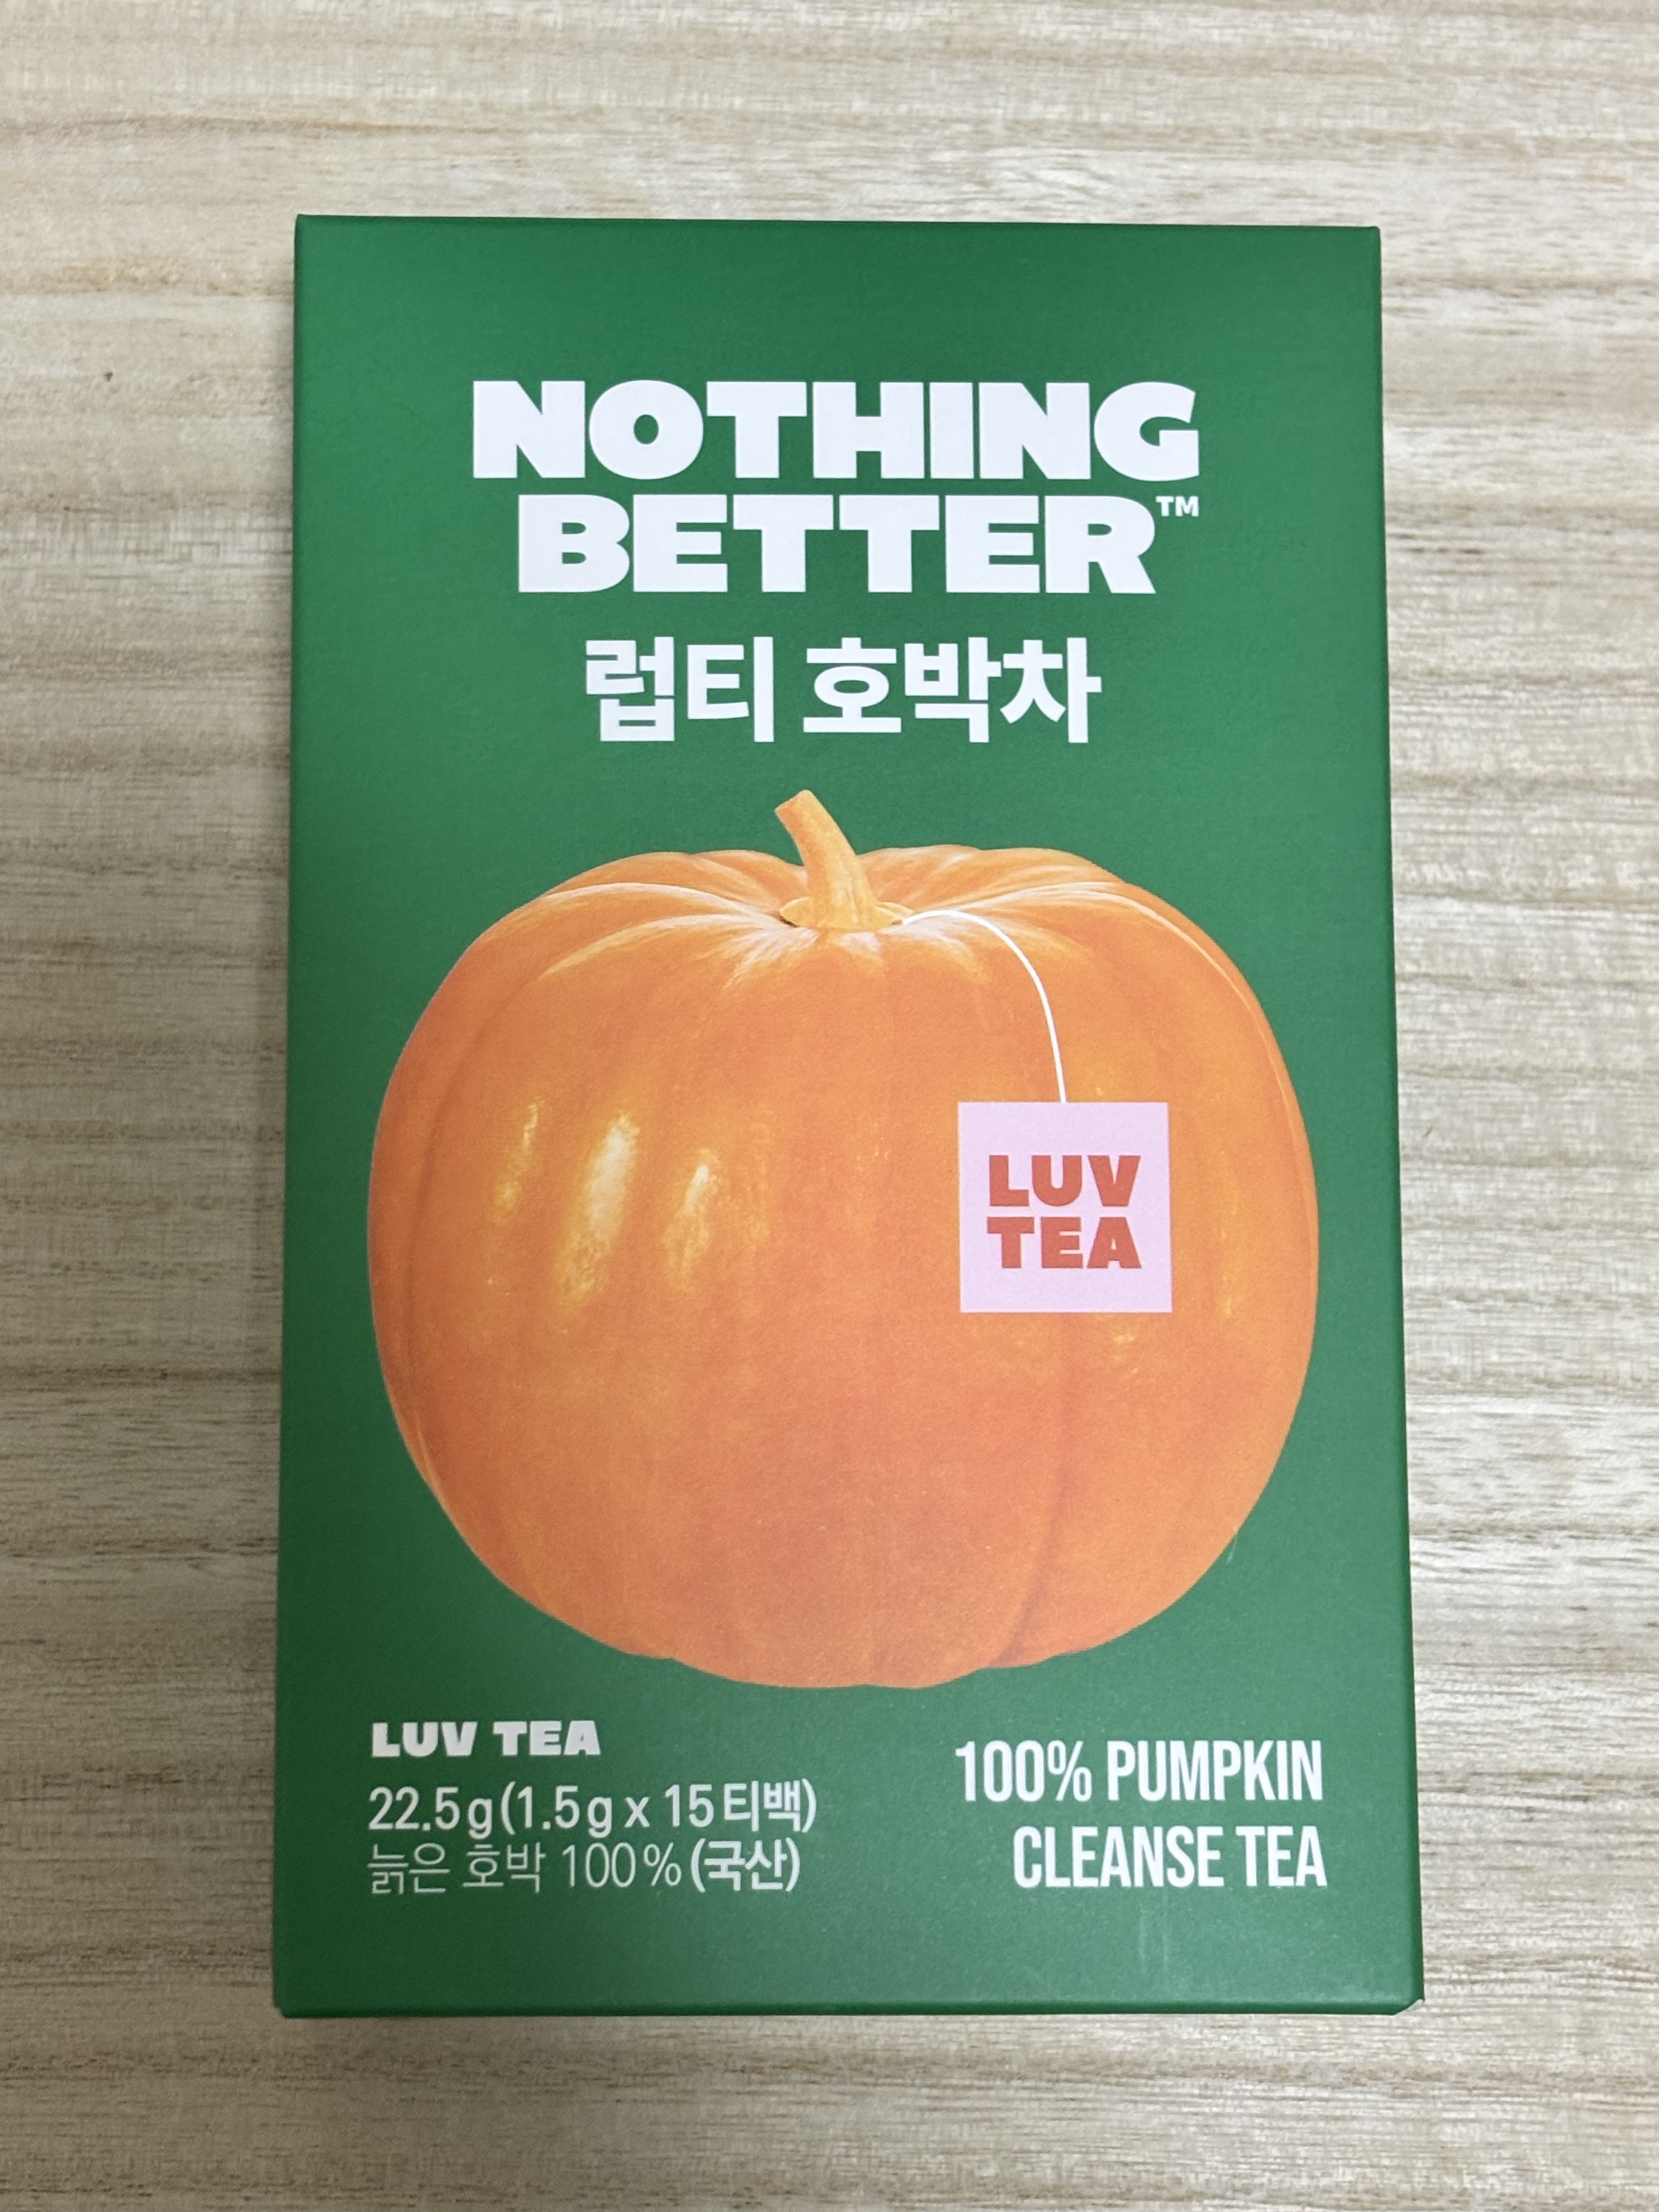 NOTHING
BETTER™
럽티 호박차
LUV
TEA
LUV TEA
22.5g(1.5g x 15티백)
늙은 호박 100%(국산)
100% PUMPKIN
CLEANSE TEA